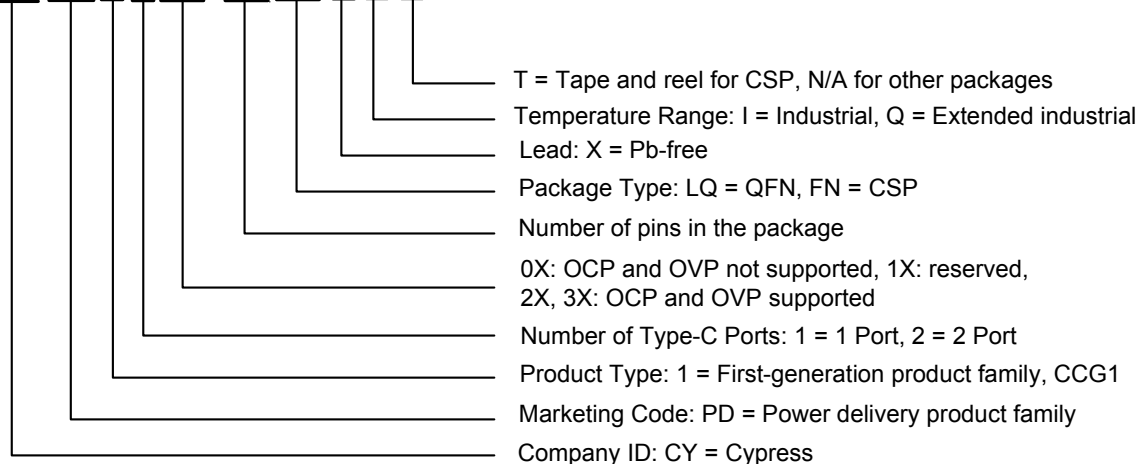 T = Tape and reel for CSP, N/A for other packages
Temperature Range: I = Industrial, Q = Extended industrial
Lead: X = Pb-free
Package Type: LQ = QFN, FN = CSP
Number of pins in the package
0X: OCP and OVP not supported, 1X: reserved,
2X, 3X: OCP and OVP supported
Number of Type-C Ports: 1 = 1 Port, 2 = 2 Port
Product Type: 1 = First-generation product family, CCG1
Marketing Code: PD = Power delivery product family
Company ID: CY = Cypress